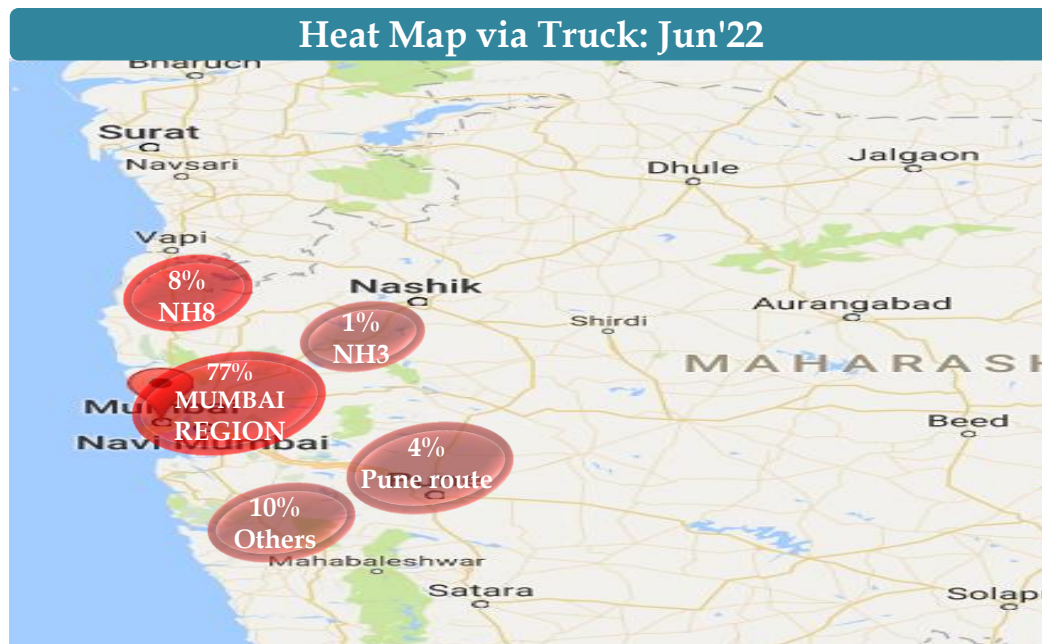 Heat Map via Truck: Jun'22
Bharuch
Surat
Navsari
Dhule
Jalgaon
Vapi
8%
NH8
Nashik
Aurangabad
Shirdi
1%
NH3
MAHARASH
77%
MUMBAI
REGION
Mumbai
Navi Mumbai
Beed
4%
Pune route
10%
Others
Mahabaleshwar
Satara
Solap